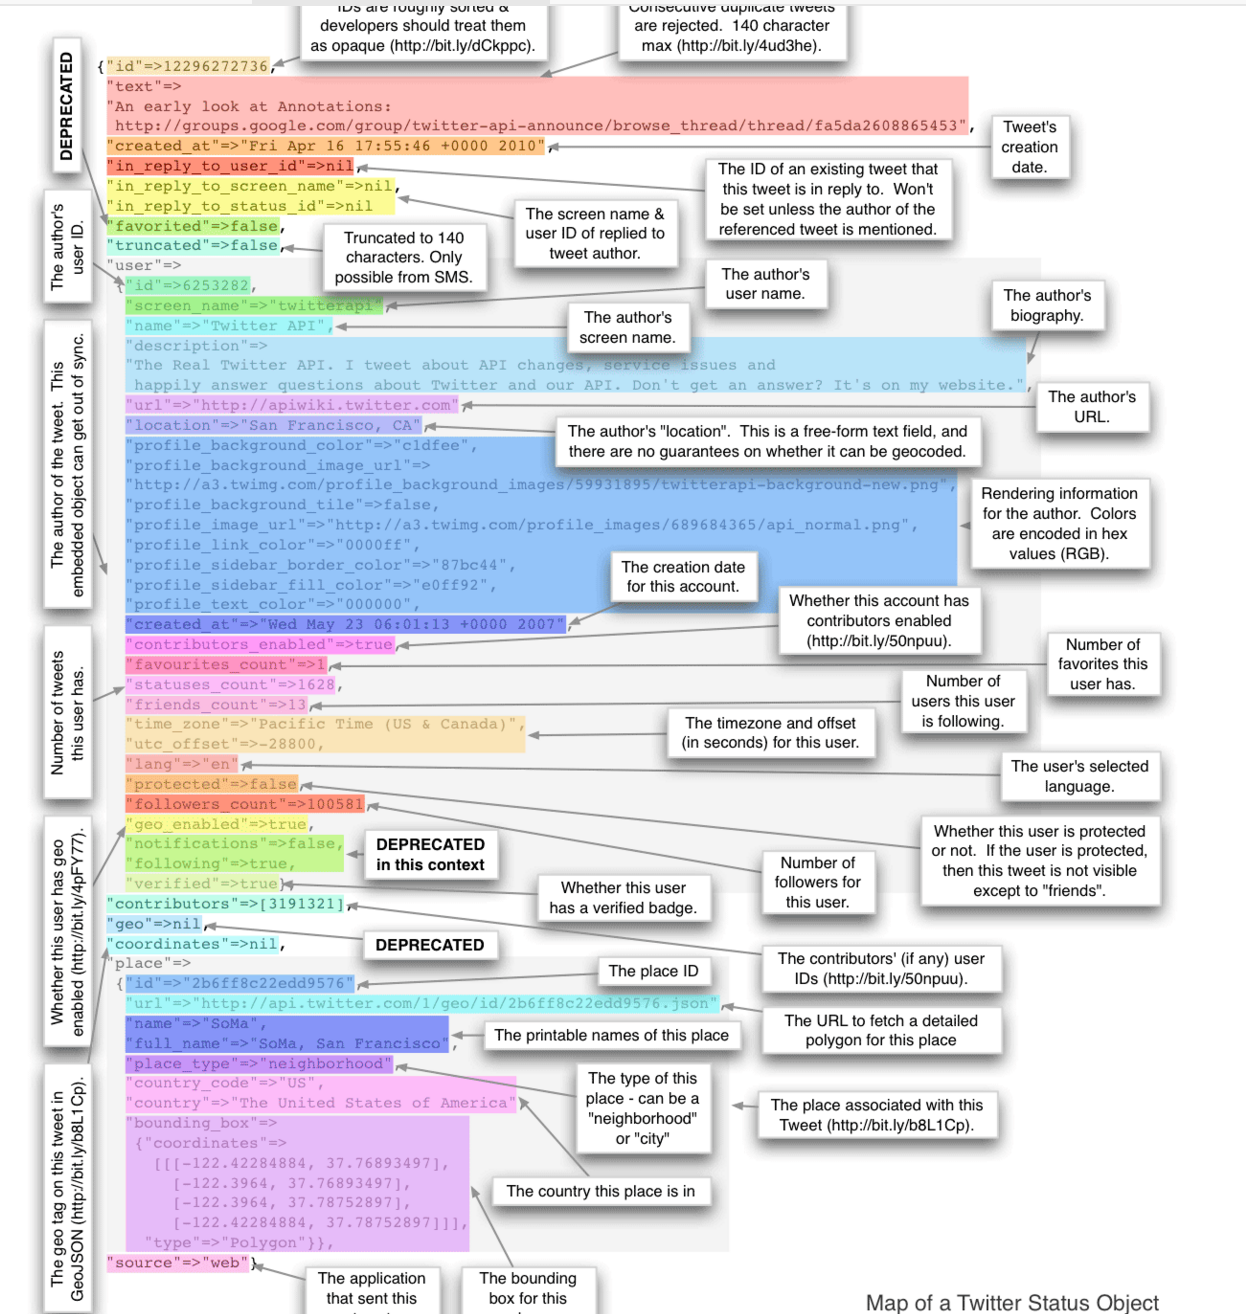 IDs are roughly sorted &
developers should treat them
as opaque (http://bit.ly/dCkppc).
Consecutive duplicate tweets
are rejected.  140 character
max (http://bit.ly/4ud3he).
DEPRECATED
{"id"=>12296272736,
"text"=>
"An early look at Annotations:
http://groups.google.com/group/twitter-api-announce/browse_thread/thread/fa5da2608865453",
"created_at"=>"Fri Apr 16 17:55:46 +0000 2010",
Tweet's
creation
date.
"in_reply_to_user_id"=>nil,
The ID of an existing tweet that
this tweet is in reply to.  Won't
be set unless the author of the
referenced tweet is mentioned.
"in_reply_to_screen_name"=>nil,
"in_reply_to_status_id"=>nil
The screen name &
user ID of replied to
tweet author.
"favorited"=>false,
"truncated"=>false,
Truncated to 140
characters. Only
possible from SMS.
The author's
user ID.
"user"=>
{"id"=>6253282,
"screen_name"=>"twitterapi",
The author's
user name.
"name"=>"Twitter API",
The author's
screen name.
The author's
biography.
"description"=>
"The Real Twitter API. I tweet about API changes, service issues and
happily answer questions about Twitter and our API. Don't get an answer? It's on my website.",
"url"=>"http://apiwiki.twitter.com",
The author's
URL.
"location"=>"San Francisco, CA",
The author's "location".  This is a free-form text field, and
there are no guarantees on whether it can be geocoded.
The author of the tweet.  This
embedded object can get out of sync.
"profile_background_color"=>"c1dfee",
"profile_background_image_url"=>
"http://a3.twimg.com/profile_background_images/59931895/twitterapi-background-new.png",
"profile_background_tile"=>false,
"profile_image_url"=>"http://a3.twimg.com/profile_images/689684365/api_normal.png",
"profile_link_color"=>"0000ff",
"profile_sidebar_border_color"=>"87bc44",
"profile_sidebar_fill_color"=>"e0ff92",
"profile_text_color"=>"000000",
Rendering information
for the author.  Colors
are encoded in hex
values (RGB).
"created_at"=>"Wed May 23 06:01:13 +0000 2007",
The creation date
for this account.
"contributors_enabled"=>true,
Whether this account has
contributors enabled
(http://bit.ly/50npuu).
"favourites_count"=>1,
Number of
favorites this
user has.
"statuses_count"=>1628,
Number of tweets
this user has.
"friends_count"=>13,
Number of
users this user
is following.
"time_zone"=>"Pacific Time (US & Canada)",
"utc_offset"=>-28800,
The timezone and offset
(in seconds) for this user.
"lang"=>"en",
The user's selected
language.
"protected"=>false,
Whether this user is protected
or not.  If the user is protected,
then this tweet is not visible
except to "friends".
"followers_count"=>100581,
Number of
followers for
this user.
"geo_enabled"=>true,
Whether this user has geo
enabled (http://bit.ly/4pFY77).
"notifications"=>false,
"following"=>true,
DEPRECATED
in this context
"verified"=>true},
Whether this user
has a verified badge.
"contributors"=>[3191321],
The contributors' (if any) user
IDs (http://bit.ly/50npuu).
"geo"=>nil,
DEPRECATED
"coordinates"=>nil,
The geo tag on this tweet in
GeoJSON (http://bit.ly/b8L1Cp).
"place"=>
{"id"=>"2b6ff8c22edd9576",
The place ID
"url"=>"http://api.twitter.com/1/geo/id/2b6ff8c22edd9576.json",
The URL to fetch a detailed
polygon for this place
"name"=>"SoMa",
"full_name"=>"SoMa, San Francisco",
The printable names of this place
"place_type"=>"neighborhood",
The type of this
place - can be a
"neighborhood"
or "city"
"country_code"=>"US",
"country"=>"The United States of America",
The country this place is in
The place associated with this
Tweet (http://bit.ly/b8L1Cp).
"bounding_box"=>
{"coordinates"=>
[[[-122.42284884, 37.76893497],
[-122.3964, 37.76893497],
[-122.3964, 37.78752897],
[-122.42284884, 37.78752897]]],
"type"=>"Polygon"}},
"source"=>"web"}
The application
that sent this
The bounding
box for this
Map of a Twitter Status Object